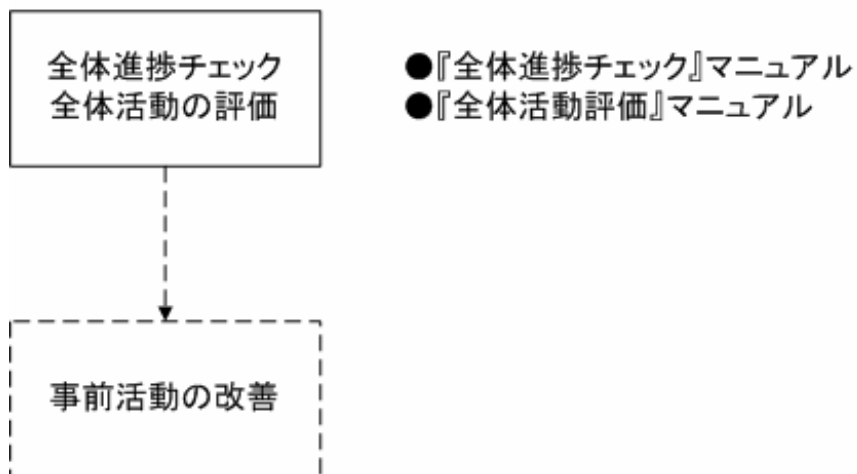 全体進捗チェック
全体活動の評価
●『全体進捗チェック』マニュアル
●『全体活動評価』マニュアル
事前活動の改善